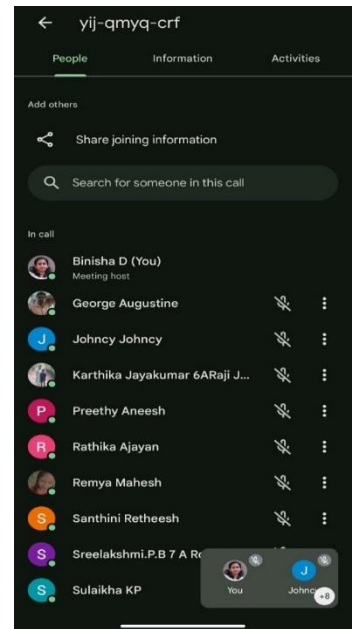 yij-qmyq-crf
People Information Activities
Add others
Share joining information
Search for someone in this call
In call
Binisha D (You)
Meeting host
George Augustine
J Johncy Johncy
Karthika Jayakumar 6ARaji J...
P Preethy Aneesh
R Rathika Ajayan
Remya Mahesh
S Santhini Retheesh
S Sreelakshmi.P.B 7 A
S Sulaikha KP
J
You Johnc +8